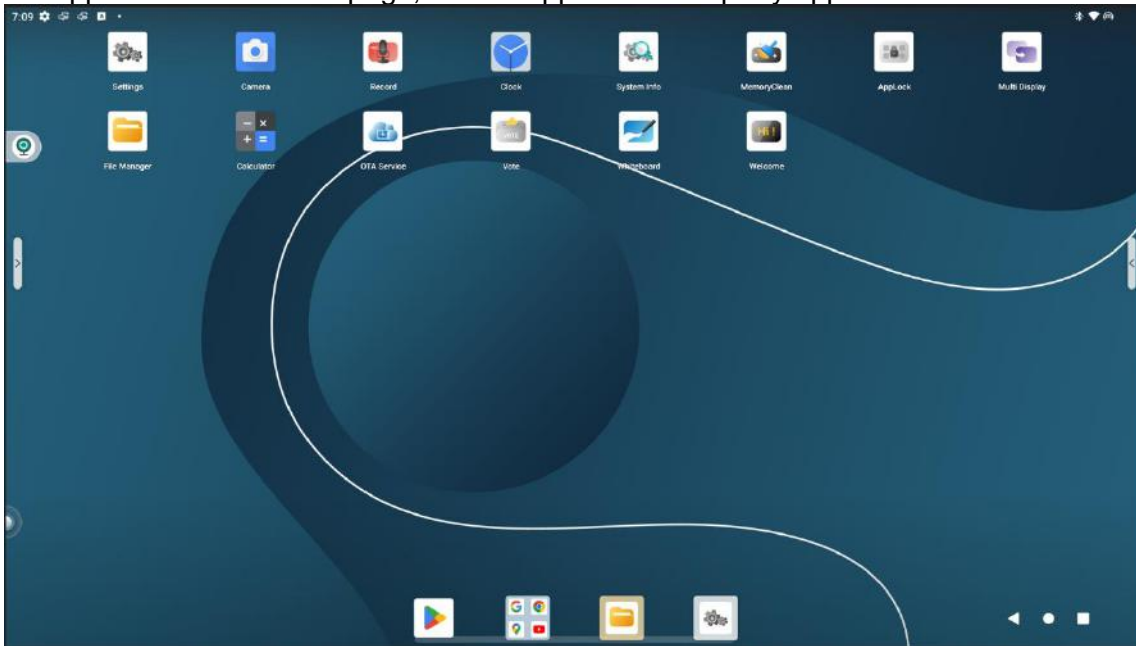 7:09
Settings Camera Record Clock System Info MemoryClean AppLock Multi Display
File Manager Calculator OTA Service Vote Whiteboard Welcome